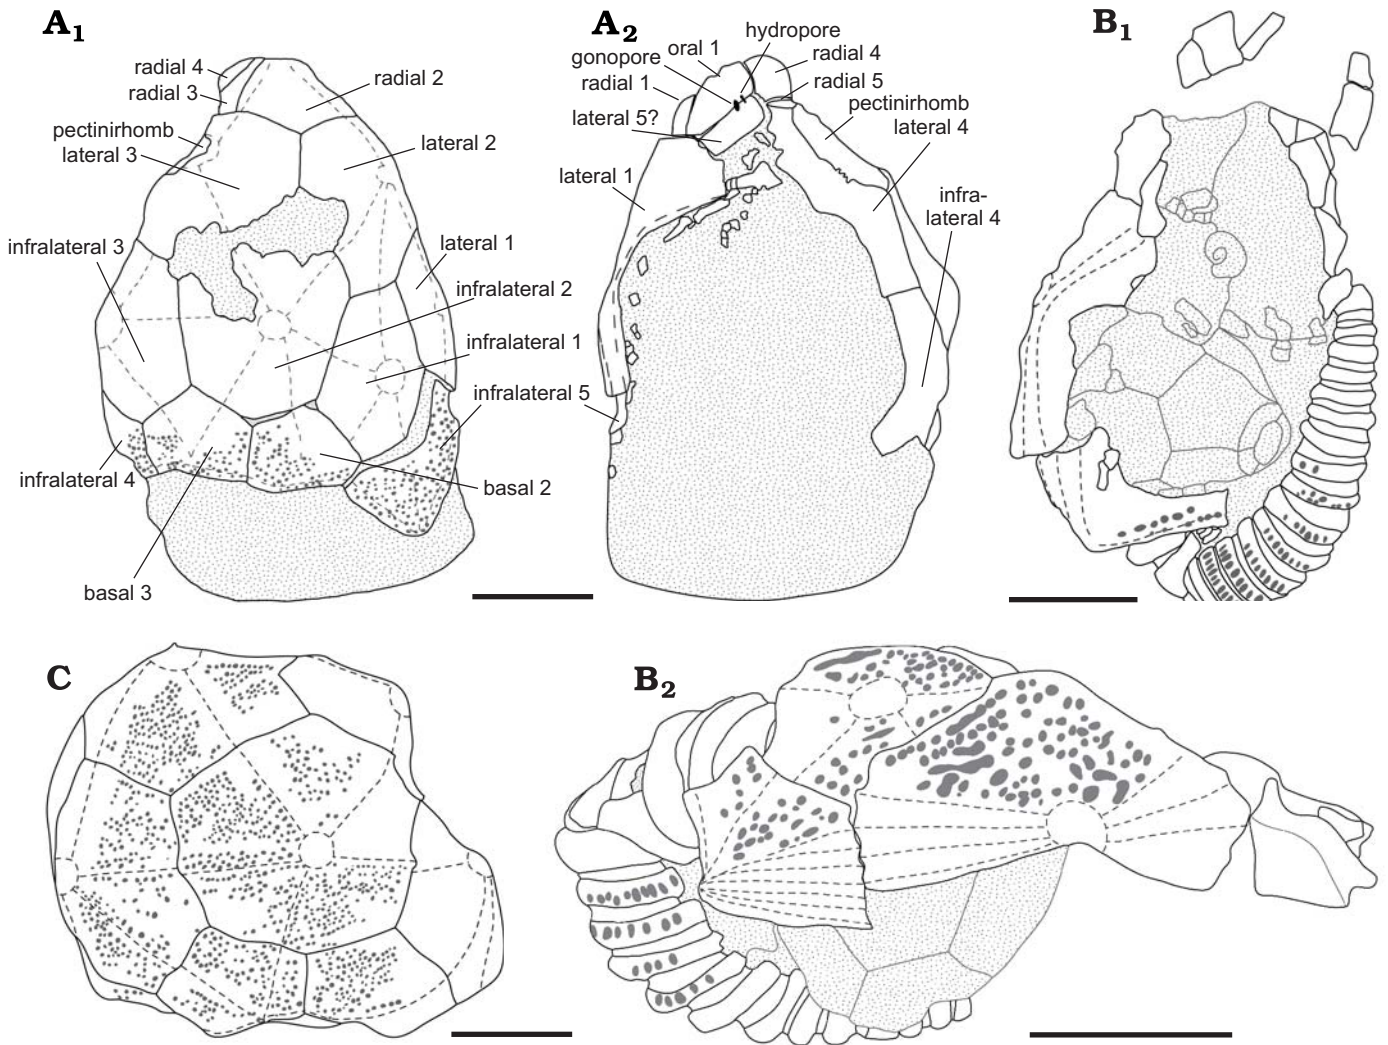 A1
radial 4
radial 3
radial 2
pectinirhomb
lateral 3
lateral 2
infralateral 3
lateral 1
infralateral 2
infralateral 1
infralateral 5
infralateral 4
basal 2
basal 3
A2
hydropore
oral 1
gonopore
radial 4
radial 1
radial 5
pectinirhomb
lateral 4
lateral 5?
lateral 1
infra-
lateral 4
B1
C
B2